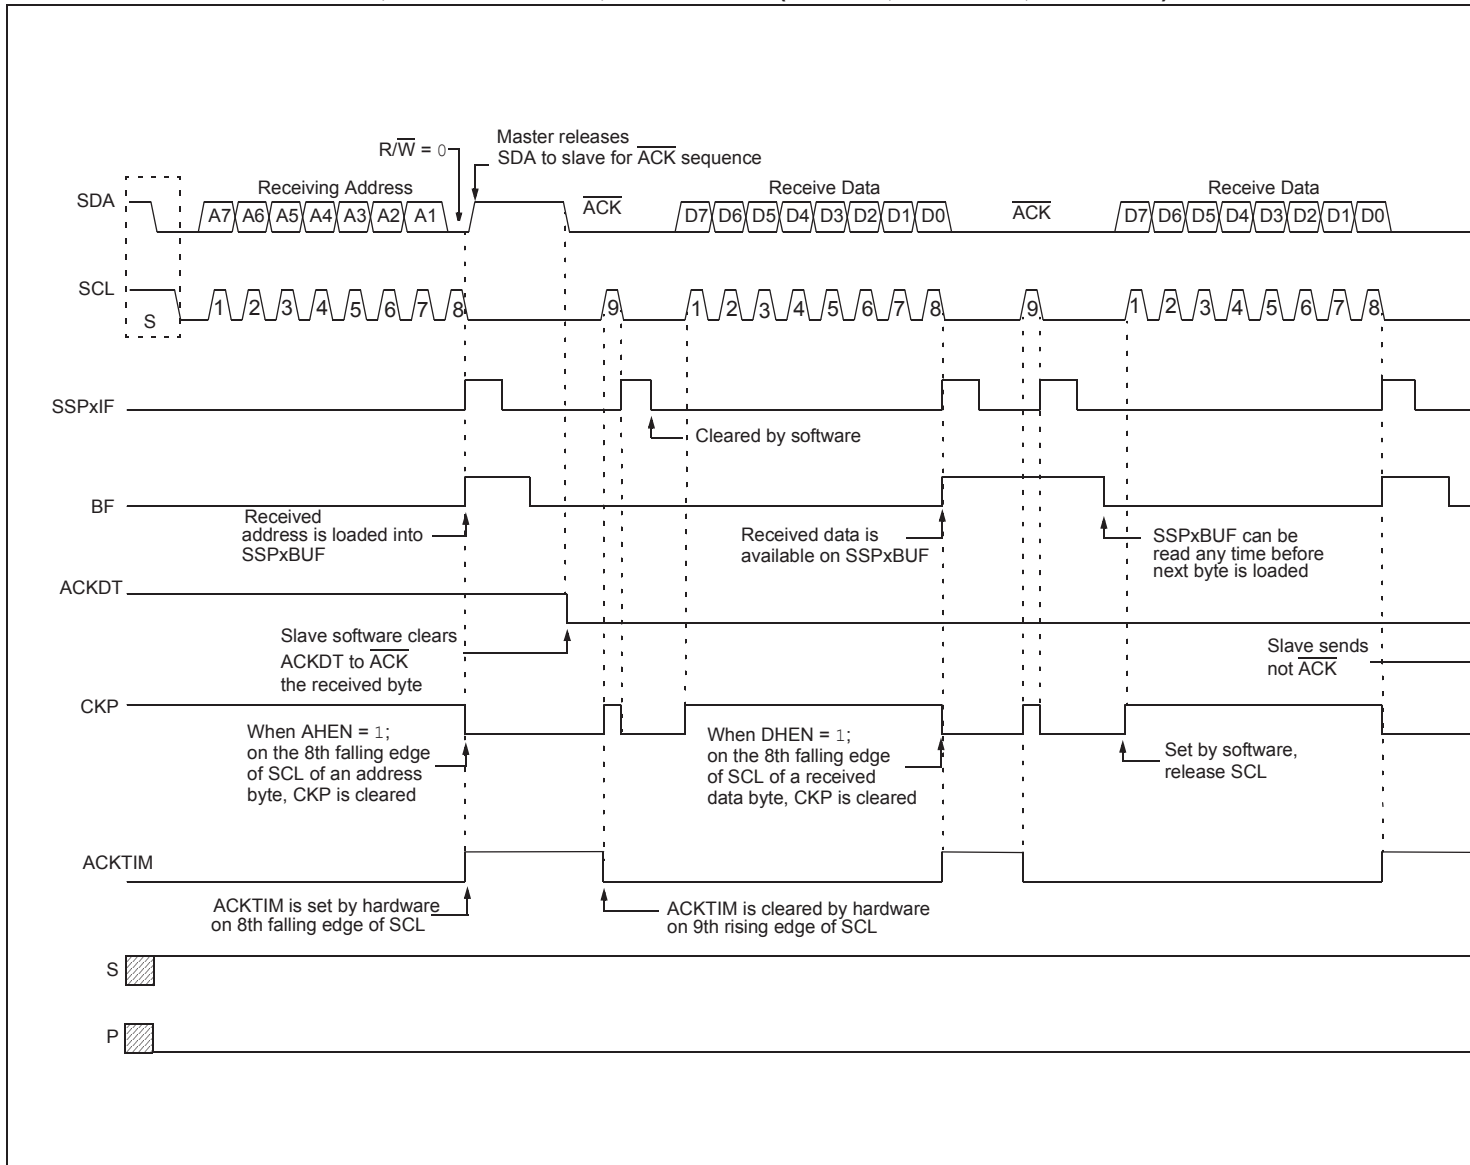 R/W = 0
Master releases
SDA to slave for ACK sequence
SDA
Receiving Address
ACK
Receive Data
ACK
Receive Data
A7 A6 A5 A4 A3 A2 A1
D7 D6 D5 D4 D3 D2 D1 D0
D7 D6 D5 D4 D3 D2 D1 D0
SCL
S
1 2 3 4 5 6 7 8 9 1 2 3 4 5 6 7 8 9 1 2 3 4 5 6 7 8
SSPxIF
Cleared by software
BF
Received
address is loaded into
SSPxBUF
Received data is
available on SSPxBUF
SSPxBUF can be
read any time before
next byte is loaded
ACKDT
Slave software clears
ACKDT to ACK
the received byte
Slave sends
not ACK
CKP
When AHEN = 1;
on the 8th falling edge
of SCL of an address
byte, CKP is cleared
When DHEN = 1;
on the 8th falling edge
of SCL of a received
data byte, CKP is cleared
Set by software,
release SCL
ACKTIM
ACKTIM is set by hardware
on 8th falling edge of SCL
ACKTIM is cleared by hardware
on 9th rising edge of SCL
S
P